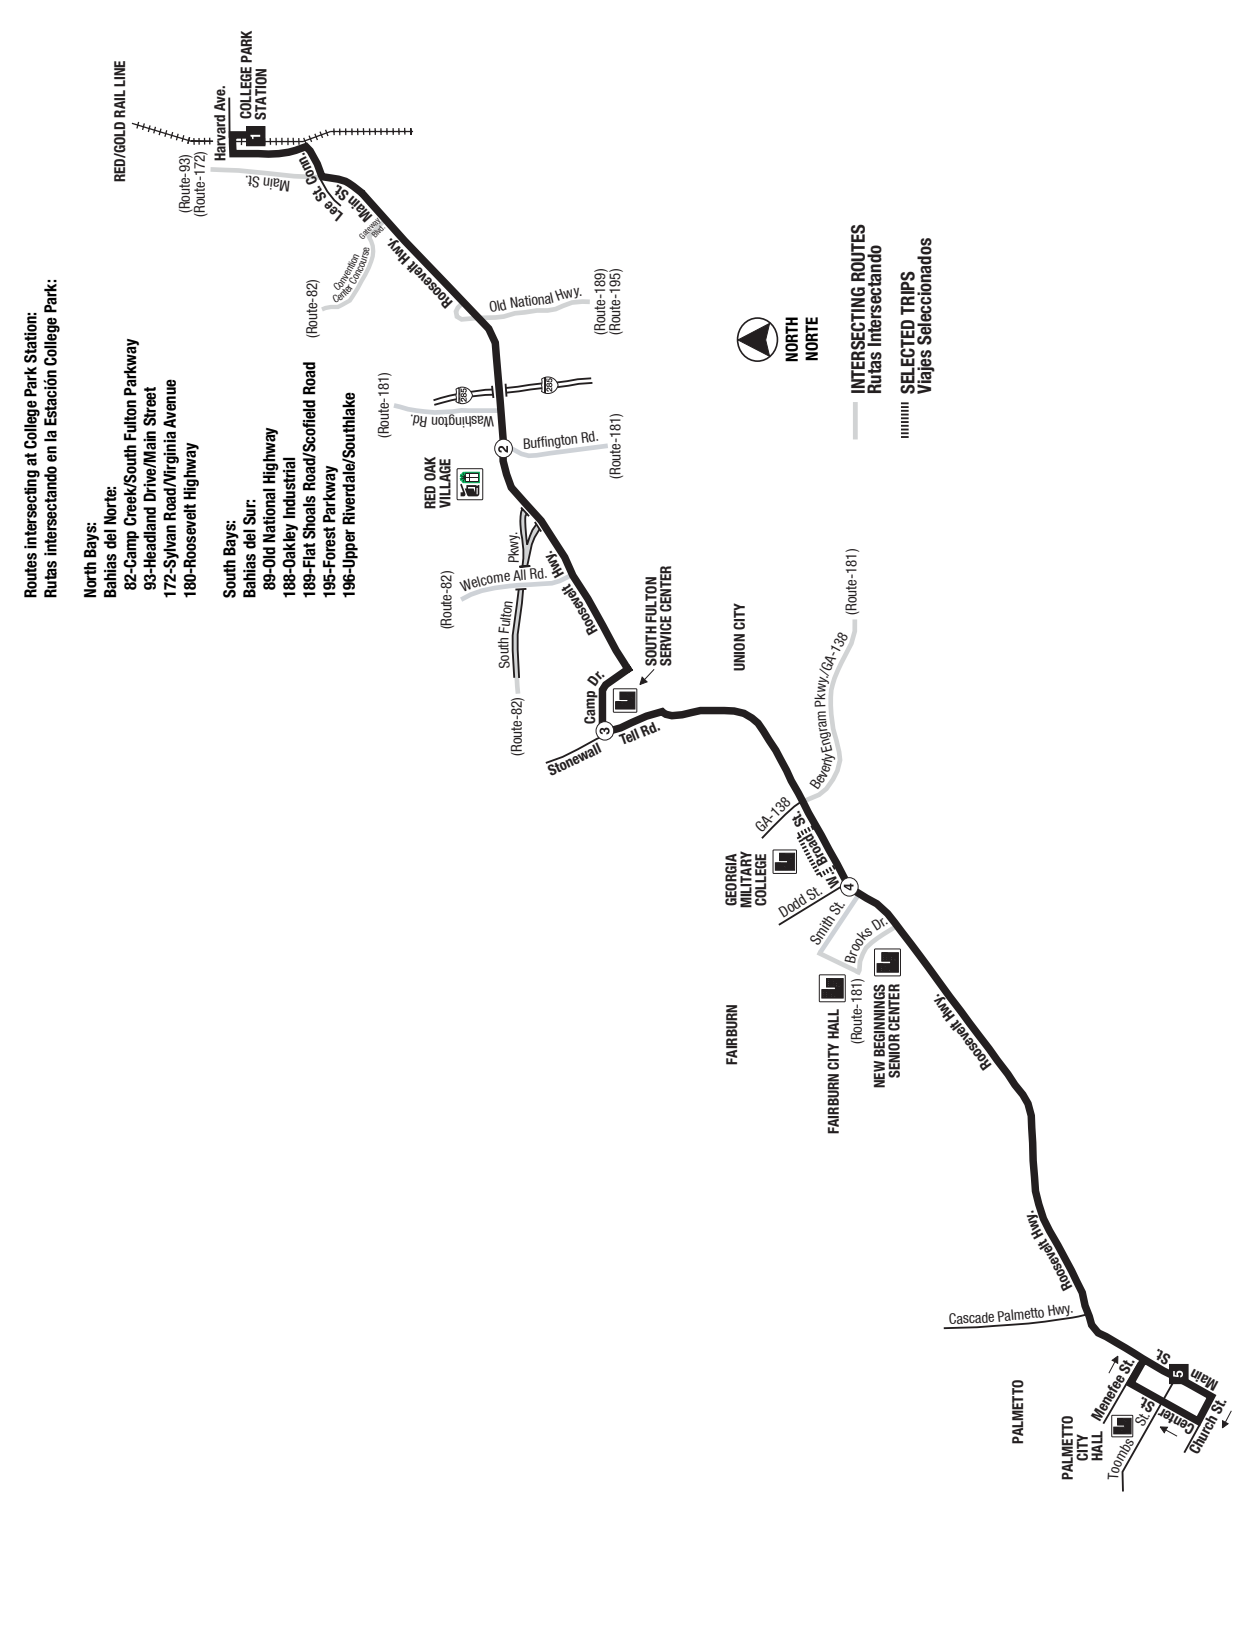 Routes intersecting at College Park Station:
Rutas intersectando en la Estación College Park:
North Bays:
Bahias del Norte:
82-Camp Creek/South Fulton Parkway
93-Headland Drive/Main Street
172-Sylvan Road/Virginia Avenue
180-Roosevelt Highway
South Bays:
Bahias del Sur:
89-Old National Highway
188-Oakley Industrial
189-Flat Shoals Road/Scofield Road
195-Forest Parkway
196-Upper Riverdale/Southlake
RED/GOLD RAIL LINE
Harvard Ave.
COLLEGE PARK
STATION
1
(Route-93)
(Route-172)
Main St.
Lee St. Conn.
Main St.
Gateway
Blvd.
Convention
Center Concourse
(Route-82)
Roosevelt Hwy.
Old National Hwy.
(Route-189)
(Route-195)
285
285
(Route-181)
Washington Rd.
2
Buffington Rd.
(Route-181)
RED OAK
VILLAGE
South Fulton
Pkwy.
(Route-82)
Welcome All Rd.
(Route-82)
Roosevelt
Hwy.
Camp
Dr.
SOUTH FULTON
SERVICE CENTER
3
Stonewall
Tell Rd.
UNION CITY
Beverly Engram Pkwy./GA-138
(Route-181)
GA-138
W Broad St.
GEORGIA
MILITARY
COLLEGE
4
Dodd St.
Smith St.
Brooks Dr.
(Route-181)
FAIRBURN
FAIRBURN CITY HALL
NEW BEGINNINGS
SENIOR CENTER
Roosevelt Hwy.
Roosevelt Hwy.
Cascade Palmetto Hwy.
PALMETTO
PALMETTO
CITY
HALL
Menefee St.
Toombs St.
Center St.
Church St.
Main St.
5
NORTH
NORTE
INTERSECTING ROUTES
Rutas Intersectando
SELECTED TRIPS
Viajes Seleccionados